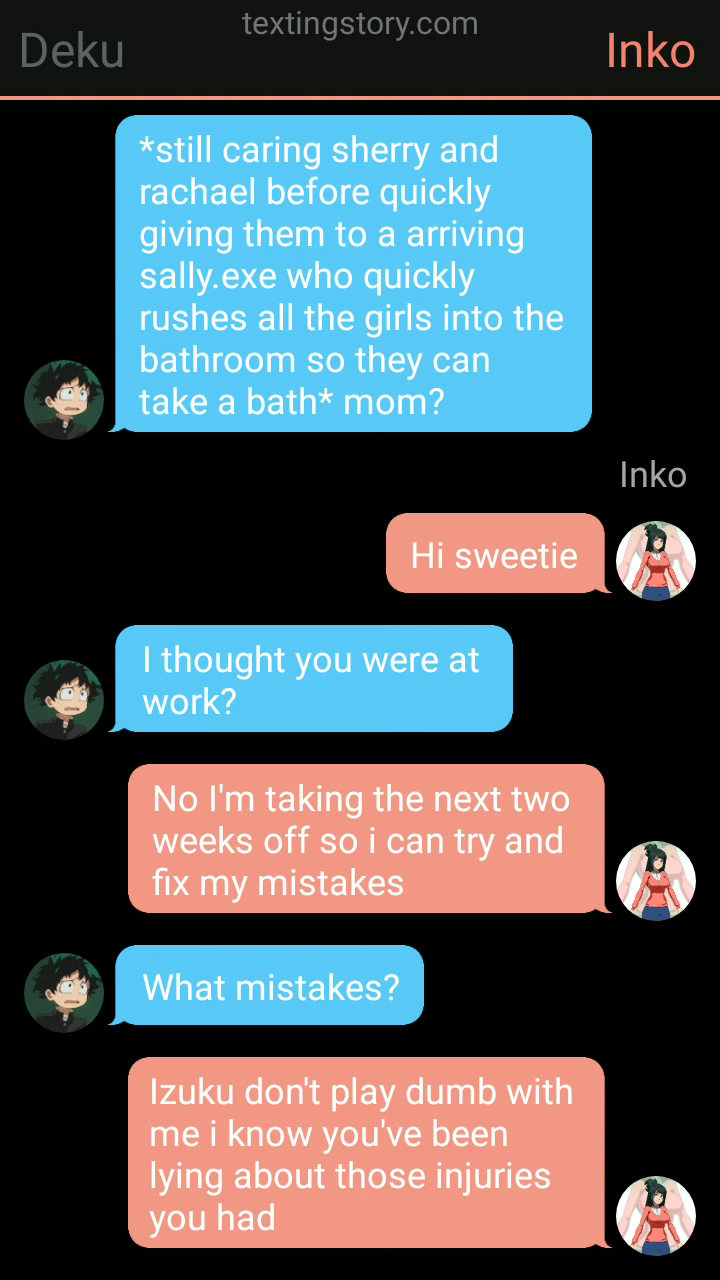 textingstory.com
Deku
Inko
*still caring sherry and
rachael before quickly
giving them to a arriving
sally.exe who quickly
rushes all the girls into the
bathroom so they can
take a bath* mom?
Inko
Hi sweetie
I thought you were at
work?
No I'm taking the next two
weeks off so i can try and
fix my mistakes
What mistakes?
Izuku don't play dumb with
me i know you've been
lying about those injuries
you had